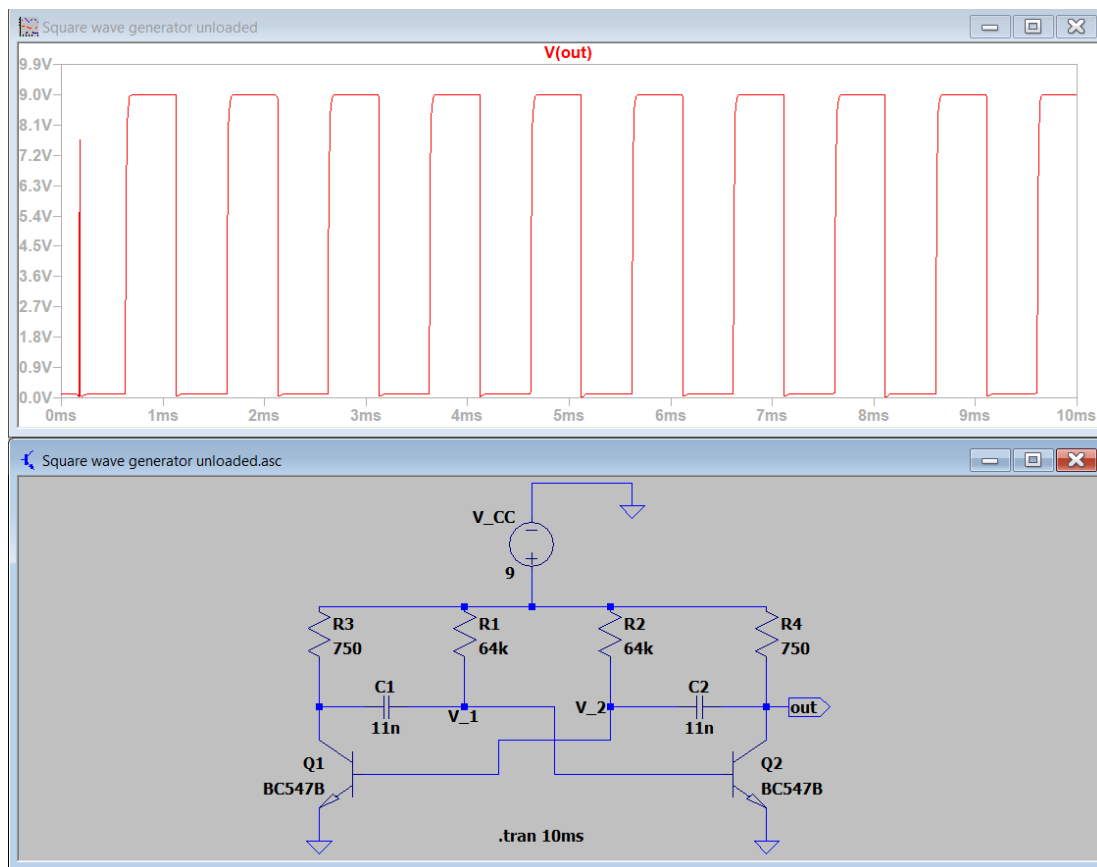 Square wave generator unloaded
V(out)
9.9V
9.0V
8.1V
7.2V
6.3V
5.4V
4.5V
3.6V
2.7V
1.8V
0.9V
0.0V
0ms 1ms 2ms 3ms 4ms 5ms 6ms 7ms 8ms 9ms 10ms
Square wave generator unloaded.asc
V_CC
9
R3 R1 R2 R4
750 64k 64k 750
C1 C2
V_1 V_2 out
11n 11n
Q1 Q2
BC547B BC547B
.tran 10ms